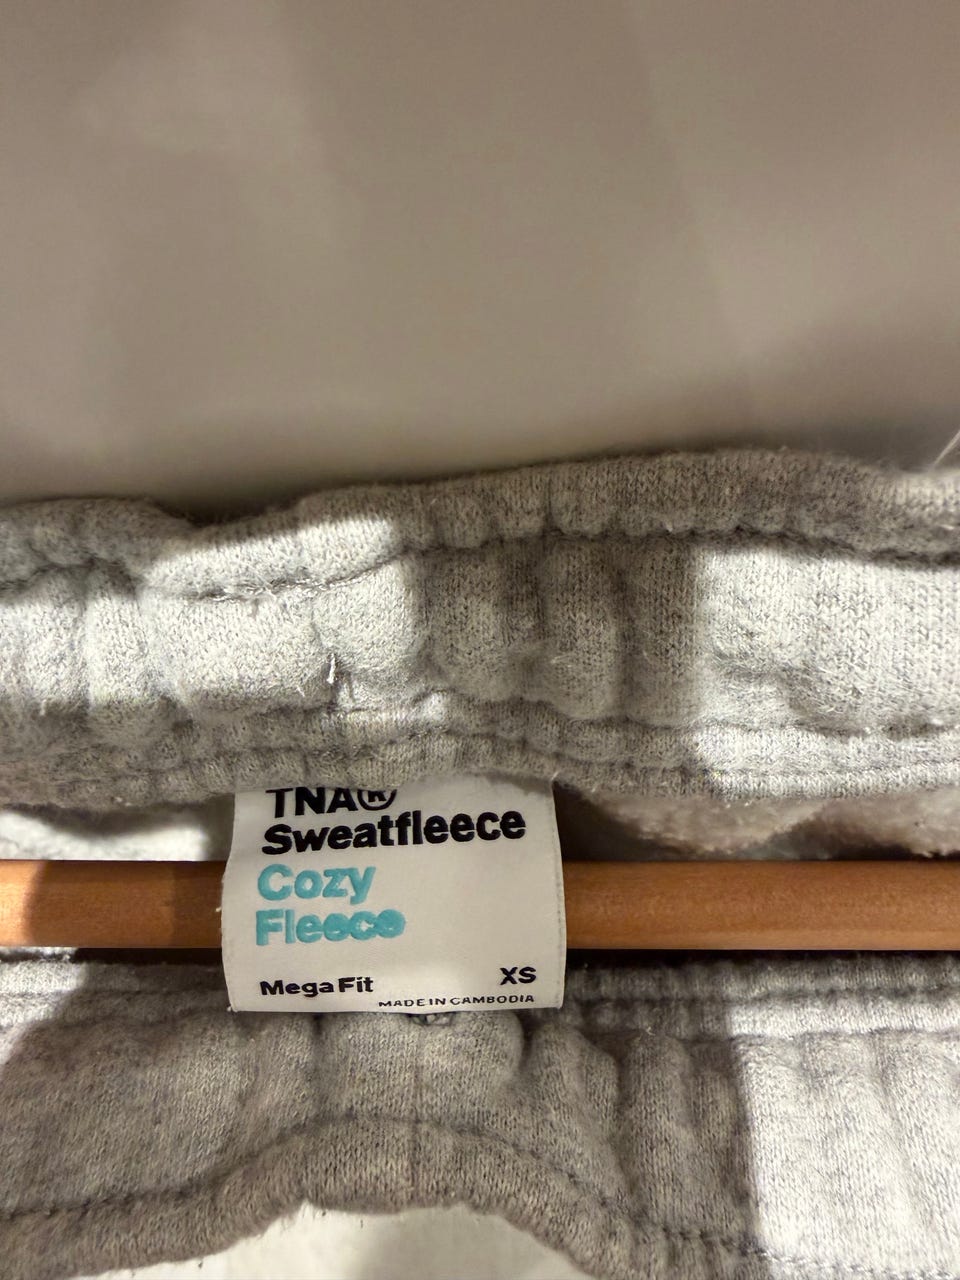 TNA®
Sweatfleece
Cozy
Fleece
Mega Fit XS
MADE IN CAMBODIA